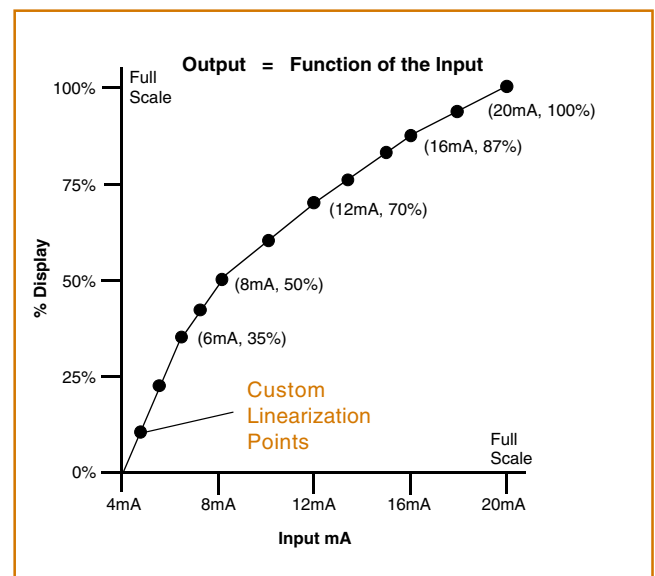 Output = Function of the Input
Full
Scale
100%
(20mA, 100%)
(16mA, 87%)
75%
(12mA, 70%)
% Display
50%
(8mA, 50%)
(6mA, 35%)
25%
Custom
Linearization
Points
Full
Scale
0%
4mA
8mA
12mA
16mA
20mA
Input mA